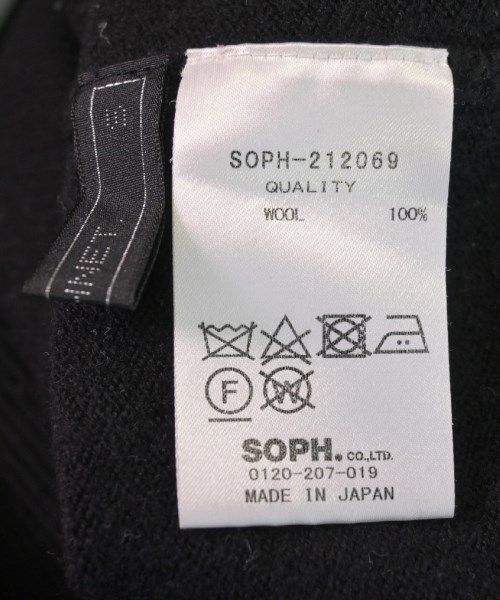 SOPH-212069
QUALITY
WOOL 100%
F W
SOPH. CO.,LTD.
0120-207-019
MADE IN JAPAN